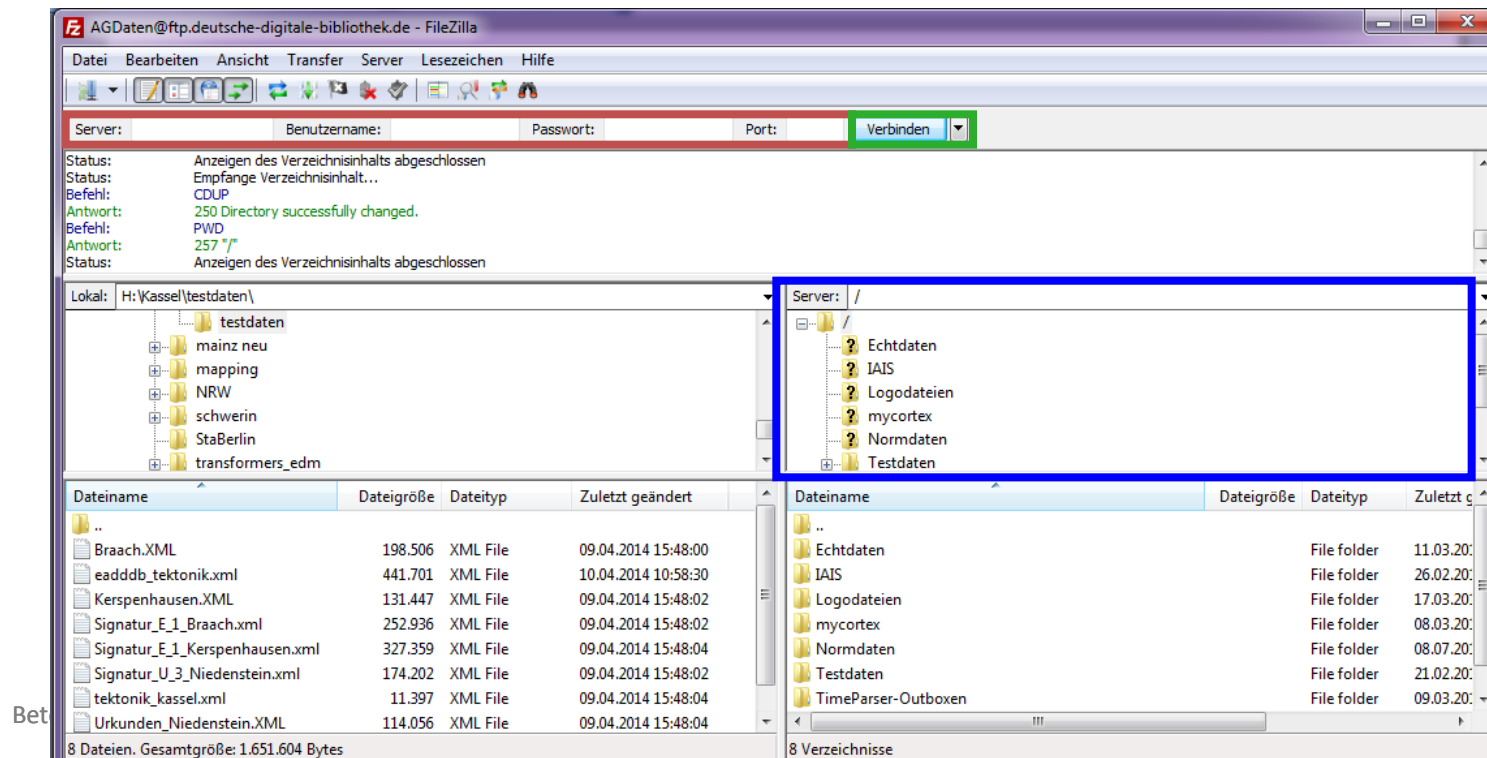 AGDaten@ftp.deutsche-digitale-bibliothek.de - FileZilla
Datei Bearbeiten Ansicht Transfer Server Lesezeichen Hilfe
Server: Benutzername: Passwort: Port: Verbinden
Status: Anzeigen des Verzeichnisinhalts abgeschlossen
Status: Empfange Verzeichnisinhalt...
Befehl: CDUP
Antwort: 250 Directory successfully changed.
Befehl: PWD
Antwort: 257 "/"
Status: Anzeigen des Verzeichnisinhalts abgeschlossen
Lokal: H:\Kassel\testdaten\
testdaten
mainz neu
mapping
NRW
schwerin
StaBerlin
transformers_edm
Server: /
/
Echtdaten
IAIS
Logodateien
mycortex
Normdaten
Testdaten
Dateiname Dateigröße Dateityp Zuletzt geändert
..
Braach.XML 198.506 XML File 09.04.2014 15:48:00
eadddb_tektonik.xml 441.701 XML File 10.04.2014 10:58:30
Kerspenhausen.XML 131.447 XML File 09.04.2014 15:48:02
Signatur_E_1_Braach.xml 252.936 XML File 09.04.2014 15:48:02
Signatur_E_1_Kerspenhausen.xml 327.359 XML File 09.04.2014 15:48:04
Signatur_U_3_Niedenstein.xml 174.202 XML File 09.04.2014 15:48:02
tektonik_kassel.xml 11.397 XML File 09.04.2014 15:48:04
Urkunden_Niedenstein.XML 114.056 XML File 09.04.2014 15:48:04
8 Dateien. Gesamtgröße: 1.651.604 Bytes
Dateiname Dateigröße Dateityp Zuletzt g
..
Echtdaten File folder 11.03.20
IAIS File folder 26.02.20
Logodateien File folder 17.03.20
mycortex File folder 08.03.20
Normdaten File folder 08.07.20
Testdaten File folder 21.02.20
TimeParser-Outboxen File folder 09.03.20
8 Verzeichnisse